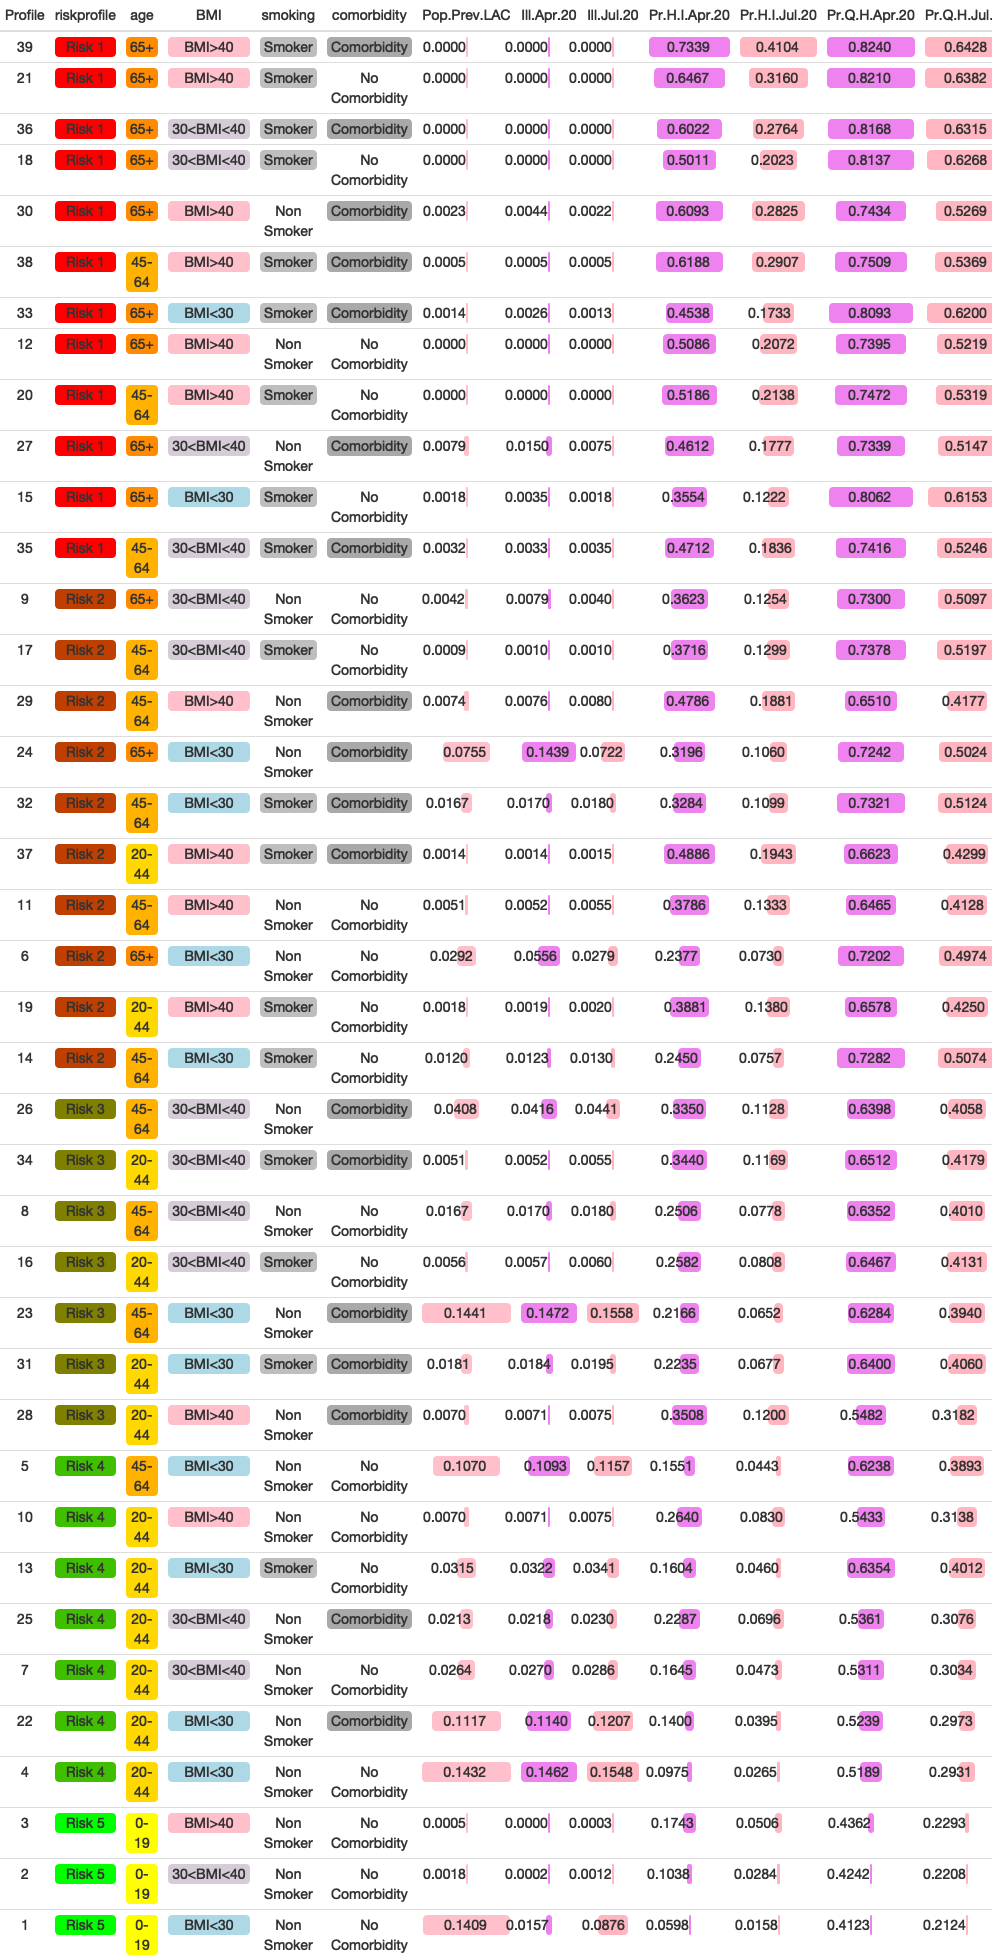 Profile riskprofile age BMI smoking comorbidity Pop.Prev.LAC Ill.Apr.20 Ill.Jul.20 Pr.H.I.Apr.20 Pr.H.I.Jul.20 Pr.Q.H.Apr.20 Pr.Q.H.Jul.
39 Risk 1 65+ BMI>40 Smoker Comorbidity 0.0000 0.0000 0.0000 0.7339 0.4104 0.8240 0.6428
21 Risk 1 65+ BMI>40 Smoker No 0.0000 0.0000 0.0000 0.6467 0.3160 0.8210 0.6382
Comorbidity
36 Risk 1 65+ 30<BMI<40 Smoker Comorbidity 0.0000 0.0000 0.0000 0.6022 0.2764 0.8168 0.6315
18 Risk 1 65+ 30<BMI<40 Smoker No 0.0000 0.0000 0.0000 0.5011 0.2023 0.8137 0.6268
Comorbidity
30 Risk 1 65+ BMI>40 Non Comorbidity 0.0023 0.0044 0.0022 0.6093 0.2825 0.7434 0.5269
Smoker
38 Risk 1 45- BMI>40 Smoker Comorbidity 0.0005 0.0005 0.0005 0.6188 0.2907 0.7509 0.5369
64
33 Risk 1 65+ BMI<30 Smoker Comorbidity 0.0014 0.0026 0.0013 0.4538 0.1733 0.8093 0.6200
12 Risk 1 65+ BMI>40 Non No 0.0000 0.0000 0.0000 0.5086 0.2072 0.7395 0.5219
Smoker Comorbidity
20 Risk 1 45- BMI>40 Smoker No 0.0000 0.0000 0.0000 0.5186 0.2138 0.7472 0.5319
64 Comorbidity
27 Risk 1 65+ 30<BMI<40 Non Comorbidity 0.0079 0.0150 0.0075 0.4612 0.1777 0.7339 0.5147
Smoker
15 Risk 1 65+ BMI<30 Smoker No 0.0018 0.0035 0.0018 0.3554 0.1222 0.8062 0.6153
Comorbidity
35 Risk 1 45- 30<BMI<40 Smoker Comorbidity 0.0032 0.0033 0.0035 0.4712 0.1836 0.7416 0.5246
64
9 Risk 2 65+ 30<BMI<40 Non No 0.0042 0.0079 0.0040 0.3623 0.1254 0.7300 0.5097
Smoker Comorbidity
17 Risk 2 45- 30<BMI<40 Smoker No 0.0009 0.0010 0.0010 0.3716 0.1299 0.7378 0.5197
64 Comorbidity
29 Risk 2 45- BMI>40 Non Comorbidity 0.0074 0.0076 0.0080 0.4786 0.1881 0.6510 0.4177
64 Smoker
24 Risk 2 65+ BMI<30 Non Comorbidity 0.0755 0.1439 0.0722 0.3196 0.1060 0.7242 0.5024
Smoker
32 Risk 2 45- BMI<30 Smoker Comorbidity 0.0167 0.0170 0.0180 0.3284 0.1099 0.7321 0.5124
64
37 Risk 2 20- BMI>40 Smoker Comorbidity 0.0014 0.0014 0.0015 0.4886 0.1943 0.6623 0.4299
44
11 Risk 2 45- BMI>40 Non No 0.0051 0.0052 0.0055 0.3786 0.1333 0.6465 0.4128
64 Smoker Comorbidity
6 Risk 2 65+ BMI<30 Non No 0.0292 0.0556 0.0279 0.2377 0.0730 0.7202 0.4974
Smoker Comorbidity
19 Risk 2 20- BMI>40 Smoker No 0.0018 0.0019 0.0020 0.3881 0.1380 0.6578 0.4250
44 Comorbidity
14 Risk 2 45- BMI<30 Smoker No 0.0120 0.0123 0.0130 0.2450 0.0757 0.7282 0.5074
64 Comorbidity
26 Risk 3 45- 30<BMI<40 Non Comorbidity 0.0408 0.0416 0.0441 0.3350 0.1128 0.6398 0.4058
64 Smoker
34 Risk 3 20- 30<BMI<40 Smoker Comorbidity 0.0051 0.0052 0.0055 0.3440 0.1169 0.6512 0.4179
44
8 Risk 3 45- 30<BMI<40 Non No 0.0167 0.0170 0.0180 0.2506 0.0778 0.6352 0.4010
64 Smoker Comorbidity
16 Risk 3 20- 30<BMI<40 Smoker No 0.0056 0.0057 0.0060 0.2582 0.0808 0.6467 0.4131
44 Comorbidity
23 Risk 3 45- BMI<30 Non Comorbidity 0.1441 0.1472 0.1558 0.2166 0.0652 0.6284 0.3940
64 Smoker
31 Risk 3 20- BMI<30 Smoker Comorbidity 0.0181 0.0184 0.0195 0.2235 0.0677 0.6400 0.4060
44
28 Risk 3 20- BMI>40 Non Comorbidity 0.0070 0.0071 0.0075 0.3508 0.1200 0.5482 0.3182
44 Smoker
5 Risk 4 45- BMI<30 Non No 0.1070 0.1093 0.1157 0.1551 0.0443 0.6238 0.3893
64 Smoker Comorbidity
10 Risk 4 20- BMI>40 Non No 0.0070 0.0071 0.0075 0.2640 0.0830 0.5433 0.3138
44 Smoker Comorbidity
13 Risk 4 20- BMI<30 Smoker No 0.0315 0.0322 0.0341 0.1604 0.0460 0.6354 0.4012
44 Comorbidity
25 Risk 4 20- 30<BMI<40 Non Comorbidity 0.0213 0.0218 0.0230 0.2287 0.0696 0.5361 0.3076
44 Smoker
7 Risk 4 20- 30<BMI<40 Non No 0.0264 0.0270 0.0286 0.1645 0.0473 0.5311 0.3034
44 Smoker Comorbidity
22 Risk 4 20- BMI<30 Non Comorbidity 0.1117 0.1140 0.1207 0.1400 0.0395 0.5239 0.2973
44 Smoker
4 Risk 4 20- BMI<30 Non No 0.1432 0.1462 0.1548 0.0975 0.0265 0.5189 0.2931
44 Smoker Comorbidity
3 Risk 5 0- BMI>40 Non No 0.0005 0.0000 0.0003 0.1743 0.0506 0.4362 0.2293
19 Smoker Comorbidity
2 Risk 5 0- 30<BMI<40 Non No 0.0018 0.0002 0.0012 0.1038 0.0284 0.4242 0.2208
19 Smoker Comorbidity
1 Risk 5 0- BMI<30 Non No 0.1409 0.0157 0.0876 0.0598 0.0158 0.4123 0.2124
19 Smoker Comorbidity